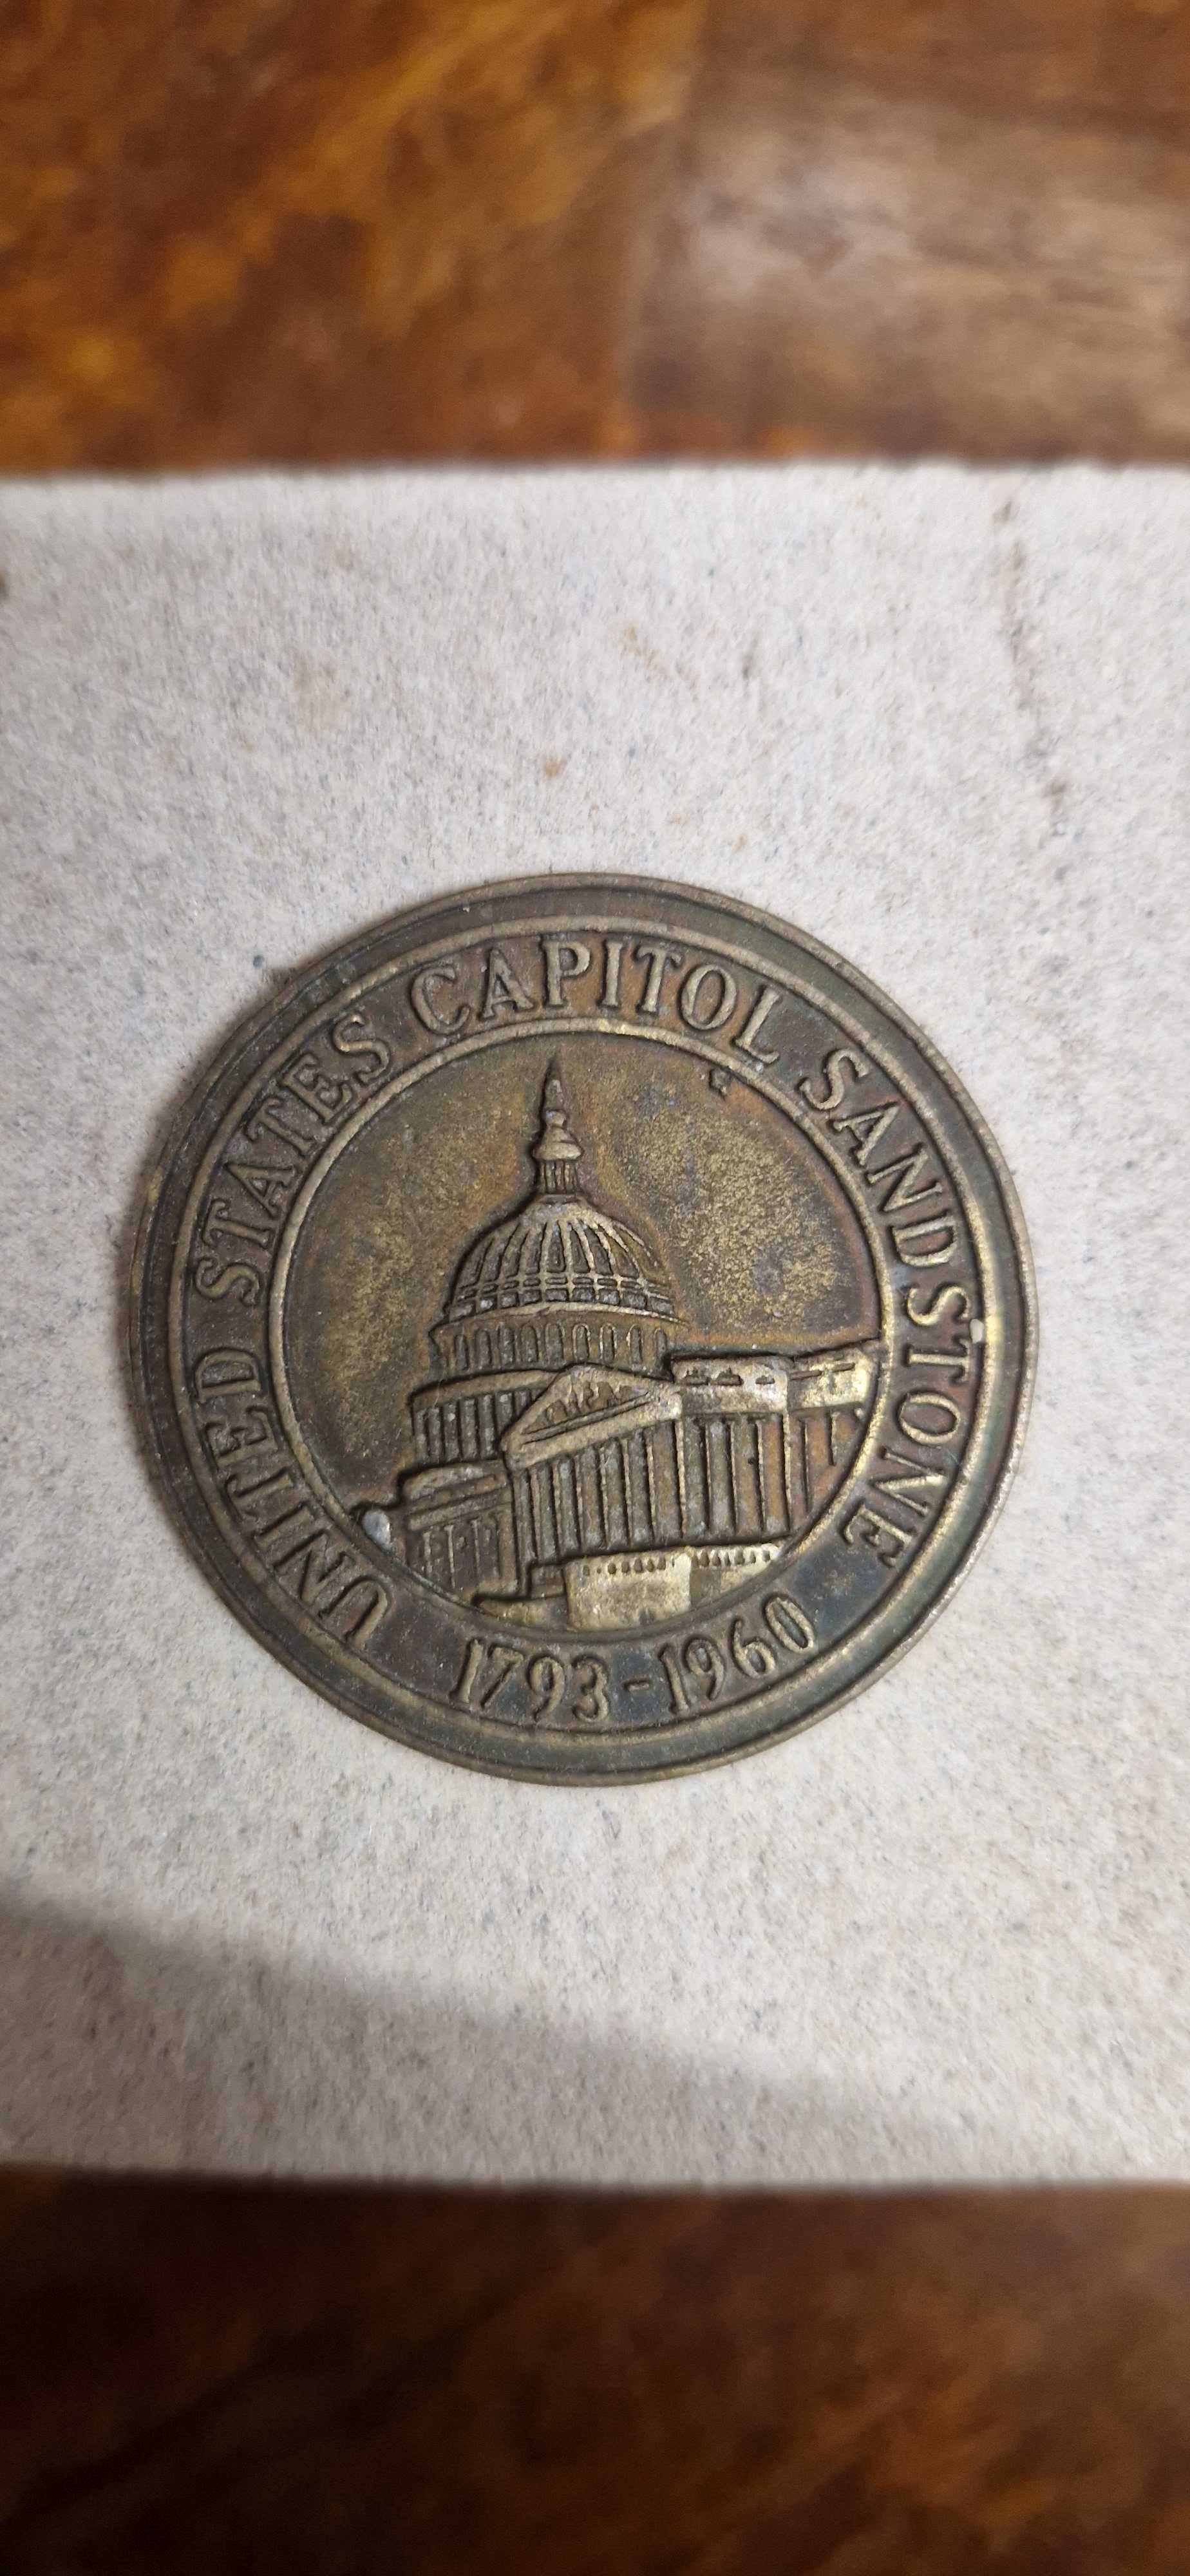 UNITED STATES CAPITOL SANDSTONE
1793-1960